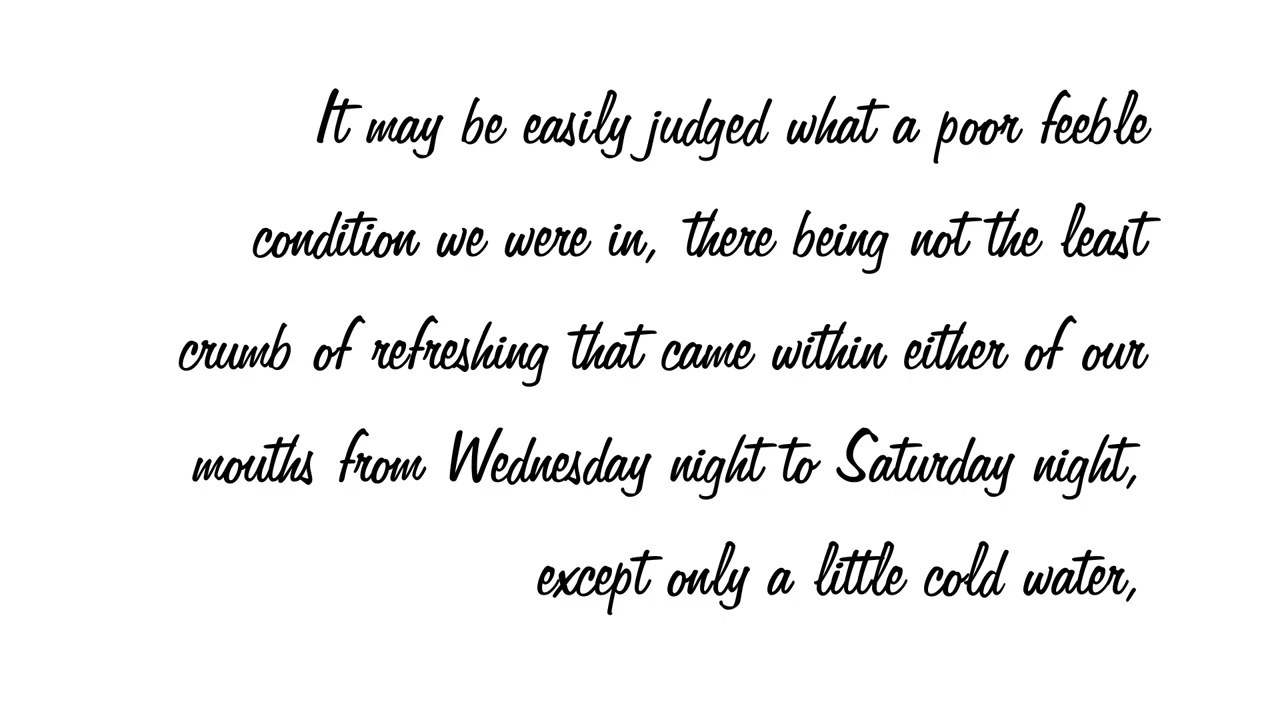 It may be easily judged what a poor feeble
condition we were in, there being not the least
crumb of refreshing that came within either of our
mouths from Wednesday night to Saturday night,
except only a little cold water,